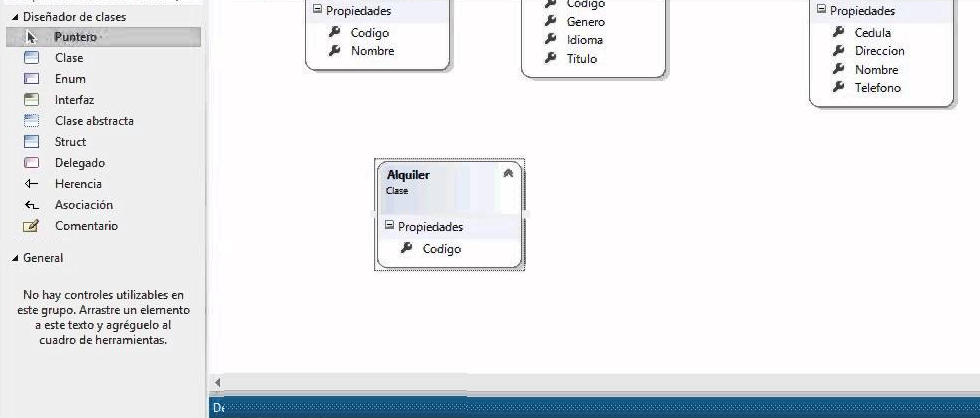 Diseñador de clases
Puntero
Clase
Enum
Interfaz
Clase abstracta
Struct
Delegado
Herencia
Asociación
Comentario
General
No hay controles utilizables en
este grupo. Arrastre un elemento
a este texto y agréguelo al
cuadro de herramientas.
Propiedades
Codigo
Nombre
Codigo
Genero
Idioma
Titulo
Propiedades
Cedula
Direccion
Nombre
Telefono
Alquiler
Clase
Propiedades
Codigo